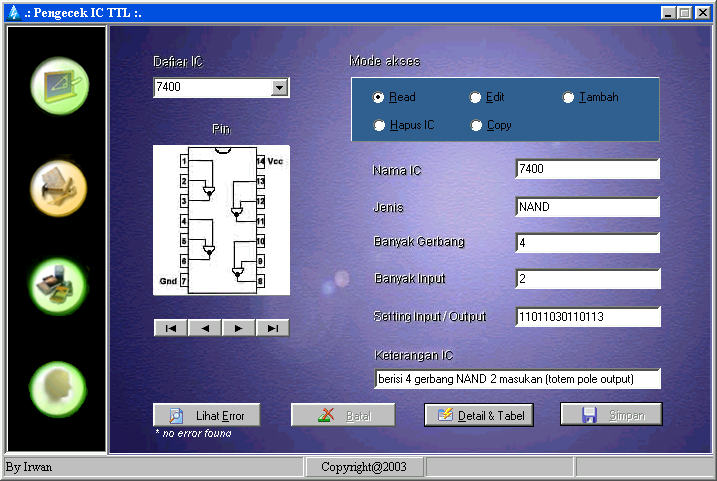 .: Pengecek IC TTL :.
Daftar IC
7400
Pin
1 14 Vcc
2 13
3 12
4 11
5 10
6 9
Gnd 7 8
Mode akses
Read Edit Tambah
Hapus IC Copy
Nama IC 7400
Jenis NAND
Banyak Gerbang 4
Banyak Input 2
Setting Input / Output 11011030110113
Keterangan IC
berisi 4 gerbang NAND 2 masukan (totem pole output)
Lihat Error Batal Detail & Tabel Simpan
* no error found
By Irwan Copyright@2003